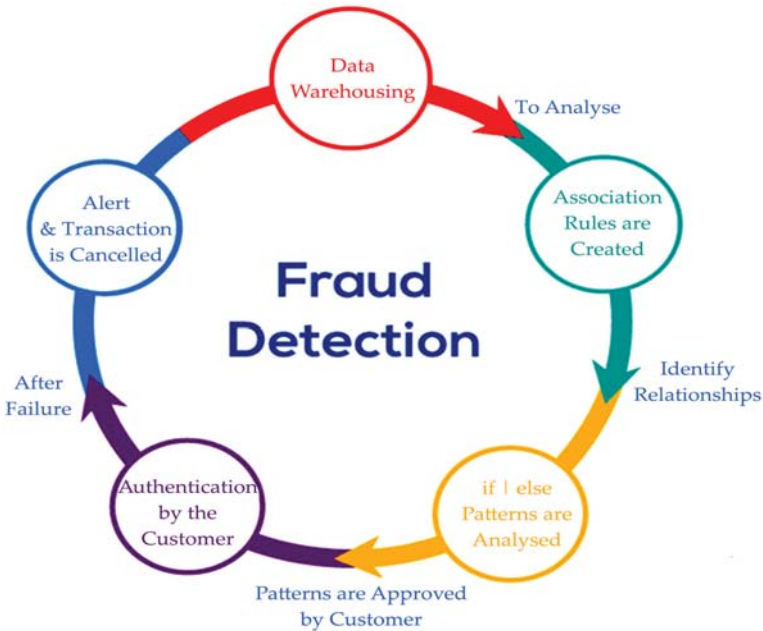 Data
Warehousing
To Analyse
Association
Rules are
Created
Identify
Relationships
if | else
Patterns are
Analysed
Patterns are Approved
by Customer
Authentication
by the
Customer
After
Failure
Alert
& Transaction
is Cancelled
Fraud
Detection